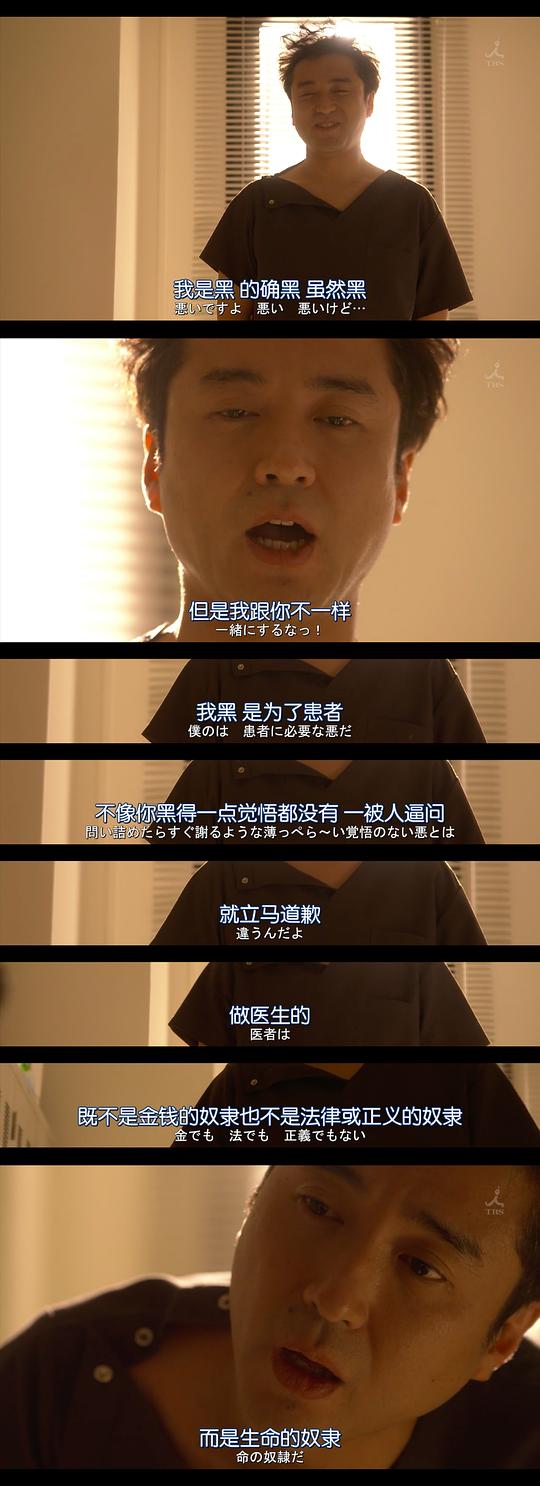 TBS
我是黑 的确黑 虽然黑
悪いですよ 悪い 悪いけど…
TBS
但是我跟你不一样
一緒にするなっ!
我黑 是为了患者
僕のは 患者に必要な悪だ
不像你黑得一点觉悟都没有 一被人逼问
問い詰めたらすぐ謝るような薄っぺら〜い覚悟のない悪とは
就立马道歉
違うんだよ
做医生的
医者は
既不是金钱的奴隶也不是法律或正义的奴隶
金でも 法でも 正義でもない
TBS
而是生命的奴隶
命の奴隷だ